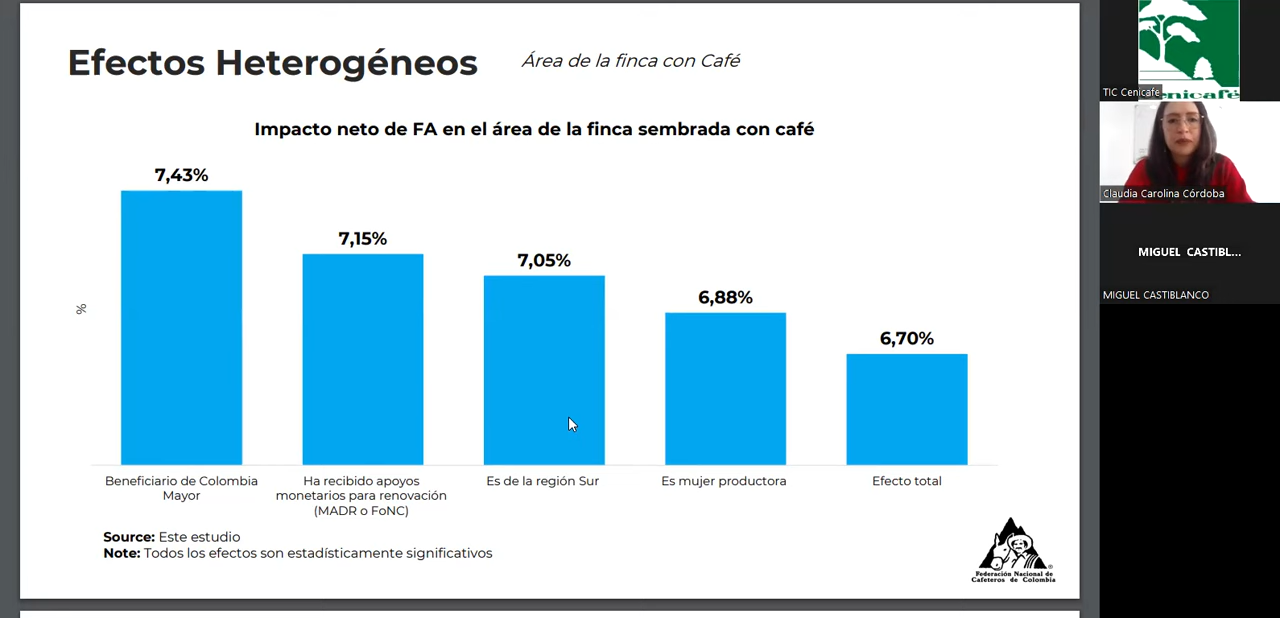 Efectos Heterogéneos
Área de la finca con Café
Impacto neto de FA en el área de la finca sembrada con café
7,43%
7,15%
7,05%
6,88%
6,70%
%
Beneficiario de Colombia
Mayor
Ha recibido apoyos
monetarios para renovación
(MADR o FoNC)
Es de la región Sur
Es mujer productora
Efecto total
Source: Este estudio
Note: Todos los efectos son estadísticamente significativos
Federación Nacional de
Cafeteros de Colombia
enicafé
TIC Cenicafe
Claudia Carolina Córdoba
MIGUEL CASTIBL...
MIGUEL CASTIBLANCO